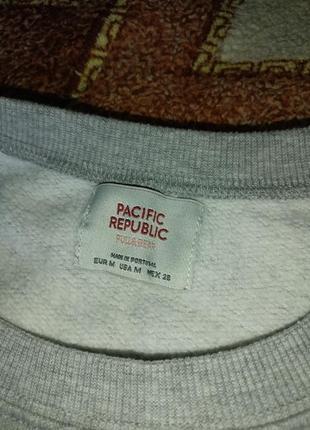 PACIFIC
REPUBLIC
PULL&BEAR
MADE IN PORTUGAL
EUR M USA M MEX 28